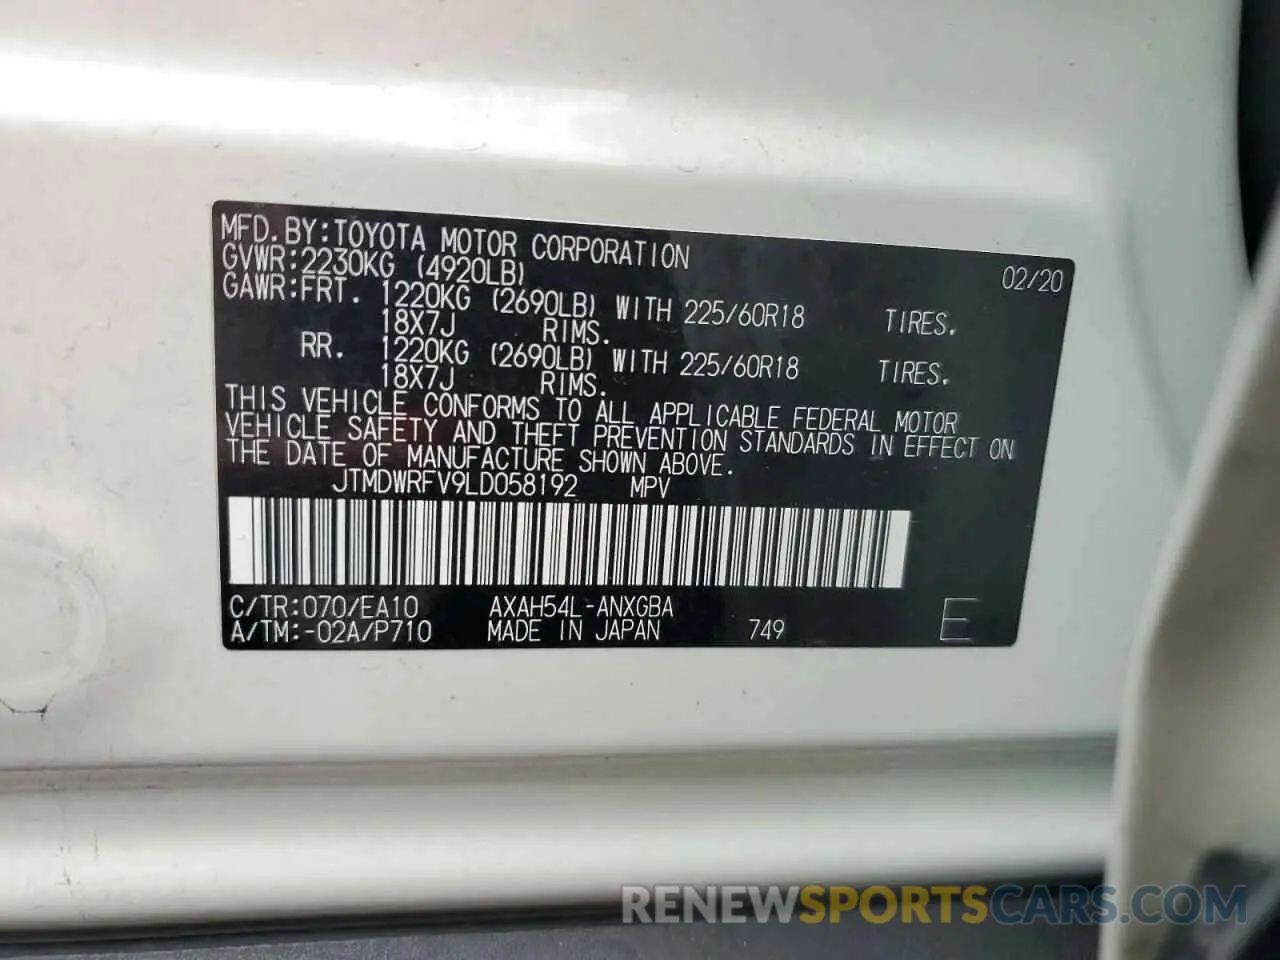 MFD.BY:TOYOTA MOTOR CORPORATION 02/20
GVWR:2230KG (4920LB)
GAWR:FRT. 1220KG (2690LB) WITH 225/60R18 TIRES.
18X7J RIMS.
RR. 1220KG (2690LB) WITH 225/60R18 TIRES.
18X7J RIMS.
THIS VEHICLE CONFORMS TO ALL APPLICABLE FEDERAL MOTOR
VEHICLE SAFETY AND THEFT PREVENTION STANDARDS IN EFFECT ON
THE DATE OF MANUFACTURE SHOWN ABOVE.
JTMDWRFV9LD058192 MPV
C/TR:070/EA10 AXAH54L-ANXGBA
A/TM:-02A/P710 MADE IN JAPAN 749 E
RENEWSPORTSCARS.COM